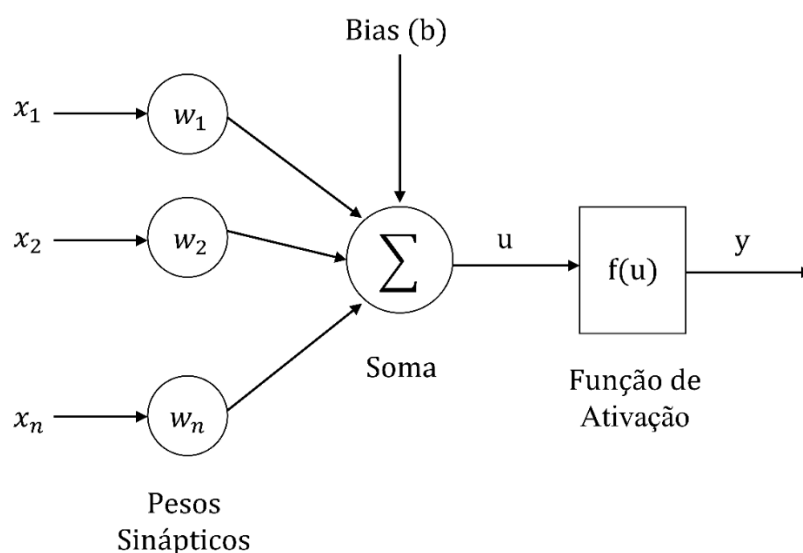 Bias (b)
x₁
w₁
x₂
w₂
∑
u
f(u)
y
Soma
Função de
Ativação
xₙ
wₙ
Pesos
Sinápticos